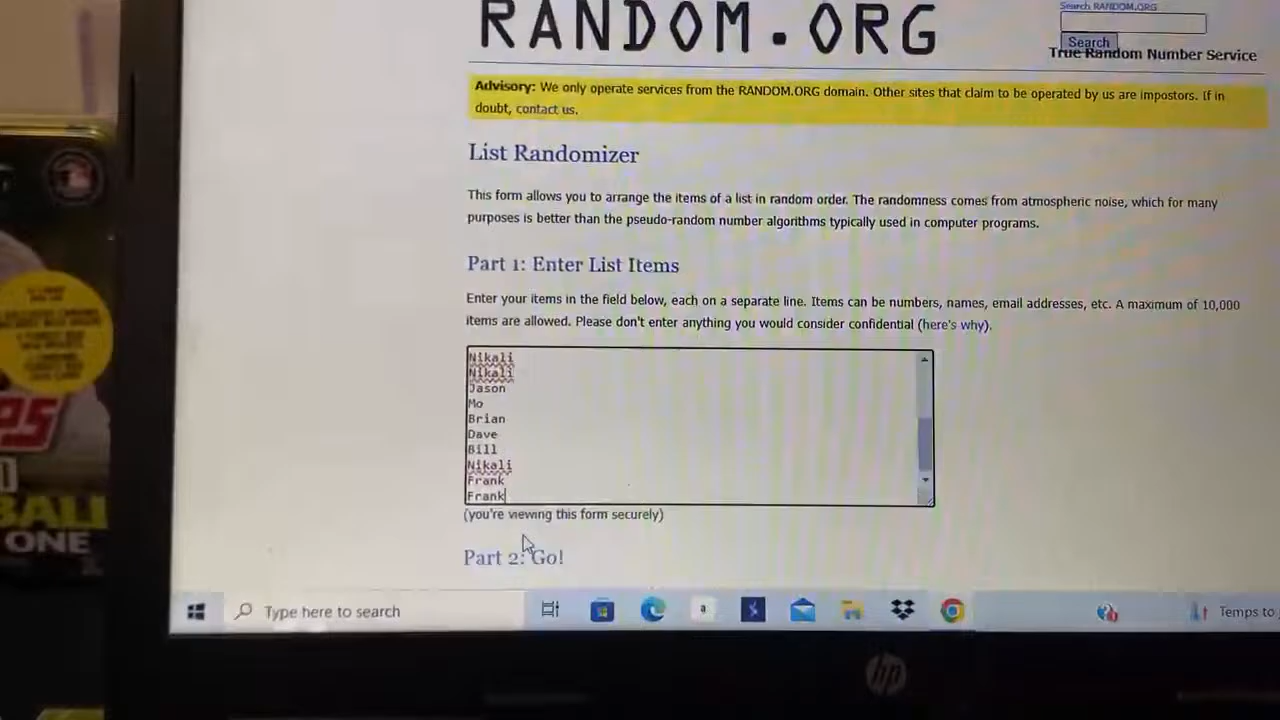 RANDOM.ORG
Search RANDOM.ORG
Search
True Random Number Service
Advisory: We only operate services from the RANDOM.ORG domain. Other sites that claim to be operated by us are impostors. If in
doubt, contact us.
List Randomizer
This form allows you to arrange the items of a list in random order. The randomness comes from atmospheric noise, which for many
purposes is better than the pseudo-random number algorithms typically used in computer programs.
Part 1: Enter List Items
Enter your items in the field below, each on a separate line. Items can be numbers, names, email addresses, etc. A maximum of 10,000
items are allowed. Please don't enter anything you would consider confidential (here's why).
Nikali
Nikali
Jason
Mo
Brian
Dave
Bill
Nikali
Frank
Frank
(you're viewing this form securely)
Part 2: Go!
Type here to search
a
Temps to
hp
PS
BALL
ONE